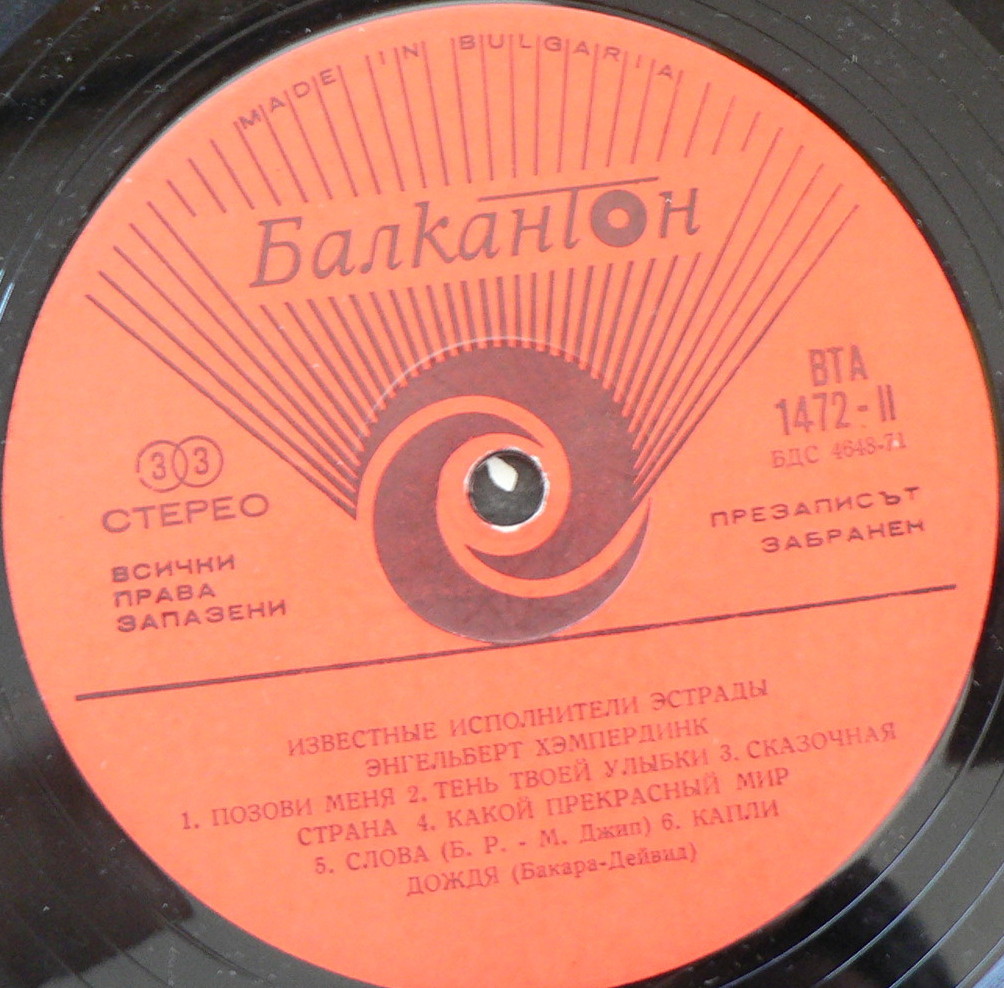 MADE IN BULGARIA
Балкантон
ВТА
1472-II
БДС 4648-71
33
СТЕРЕО
ВСИЧКИ
ПРАВА
ЗАПАЗЕНИ
ПРЕЗАПИСЪТ
ЗАБРАНЕН
ИЗВЕСТНЫЕ ИСПОЛНИТЕЛИ ЭСТРАДЫ
ЭНГЕЛЬБЕРТ ХЭМПЕРДИНК
1. ПОЗОВИ МЕНЯ 2. ТЕНЬ ТВОЕЙ УЛЫБКИ 3. СКАЗОЧНАЯ
СТРАНА 4. КАКОЙ ПРЕКРАСНЫЙ МИР
5. СЛОВА (Б. Р. - М. Джип) 6. КАПЛИ
ДОЖДЯ (Бакара-Дейвид)